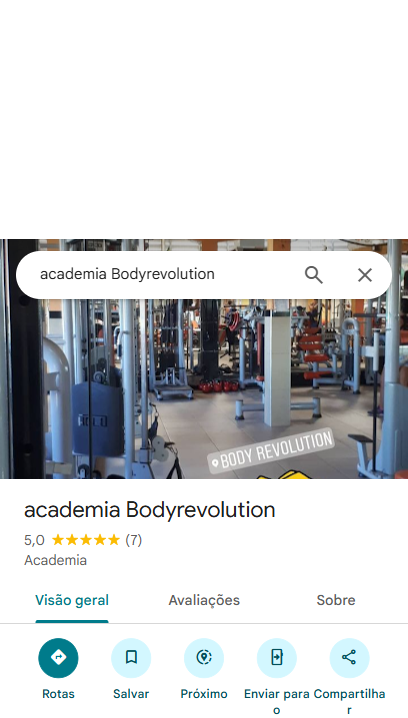 academia Bodyrevolution
BODY REVOLUTION
academia Bodyrevolution
5,0 ★★★★★ (7)
Academia
Visão geral
Avaliações
Sobre
Rotas
Salvar
Próximo
Enviar para
o
Compartilha
r